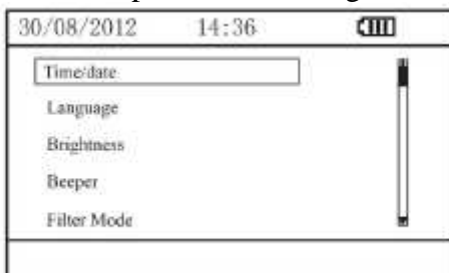 30/08/2012 14:36
Time/date
Language
Brightness
Beeper
Filter Mode